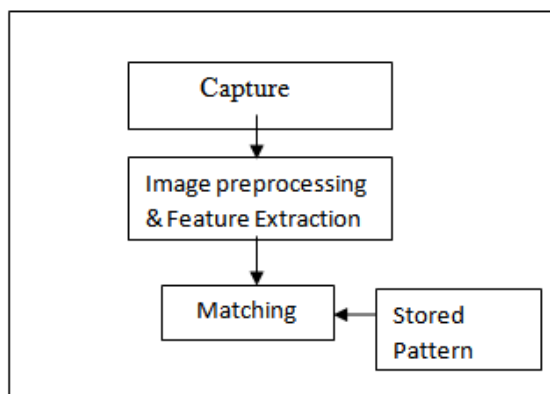 Capture
Image preprocessing
& Feature Extraction
Matching
Stored
Pattern